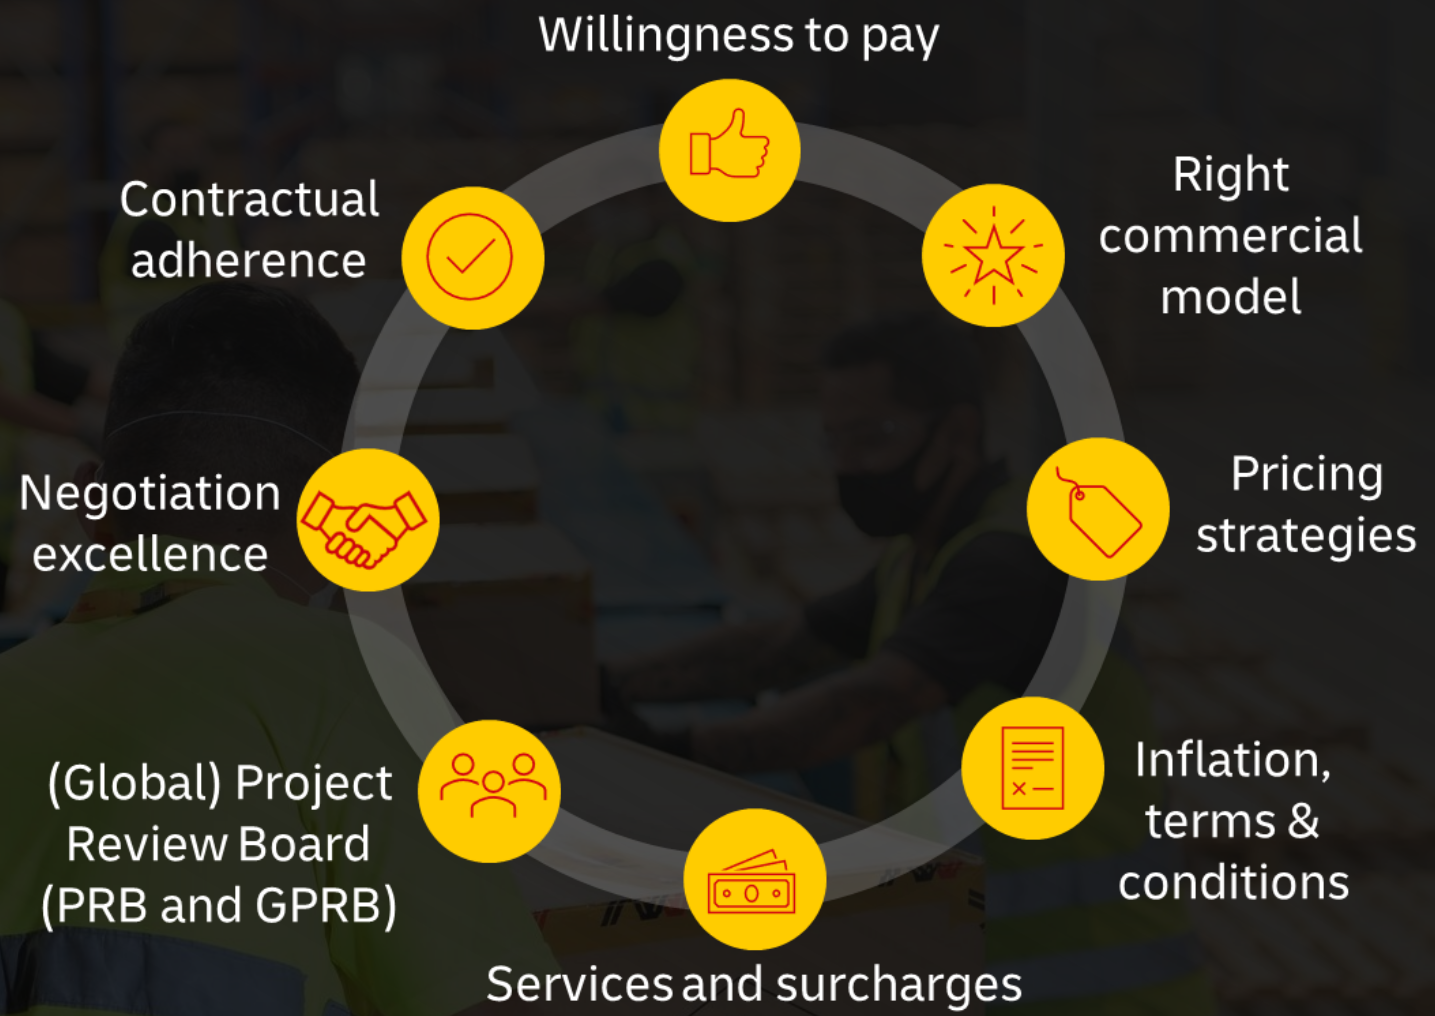 Willingness to pay
Right
commercial
model
Pricing
strategies
Inflation,
terms &
conditions
Services and surcharges
(Global) Project
Review Board
(PRB and GPRB)
Negotiation
excellence
Contractual
adherence